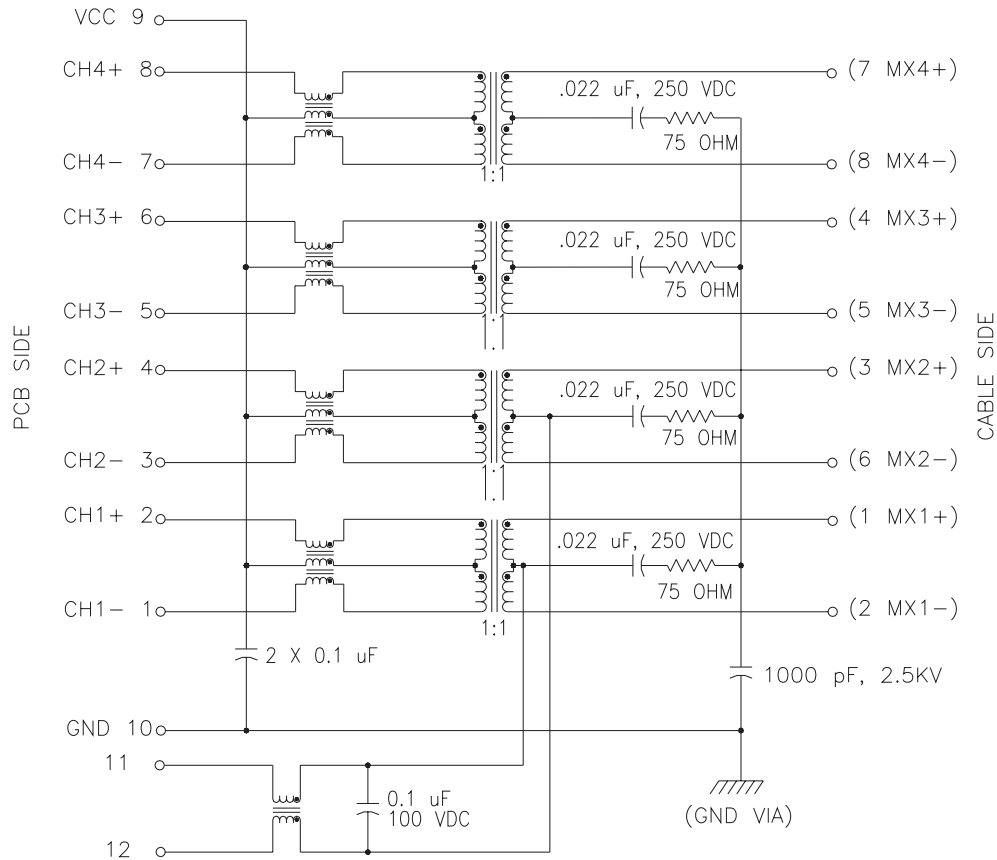 VCC 9
CH4+ 8
(7 MX4+)
.022 uF, 250 VDC
75 OHM
CH4- 7
(8 MX4-)
1:1
CH3+ 6
(4 MX3+)
.022 uF, 250 VDC
75 OHM
CH3- 5
(5 MX3-)
1:1
PCB SIDE
CABLE SIDE
CH2+ 4
(3 MX2+)
.022 uF, 250 VDC
75 OHM
CH2- 3
(6 MX2-)
1:1
CH1+ 2
(1 MX1+)
.022 uF, 250 VDC
75 OHM
CH1- 1
(2 MX1-)
1:1
2 X 0.1 uF
1000 pF, 2.5KV
GND 10
11
0.1 uF
100 VDC
(GND VIA)
12